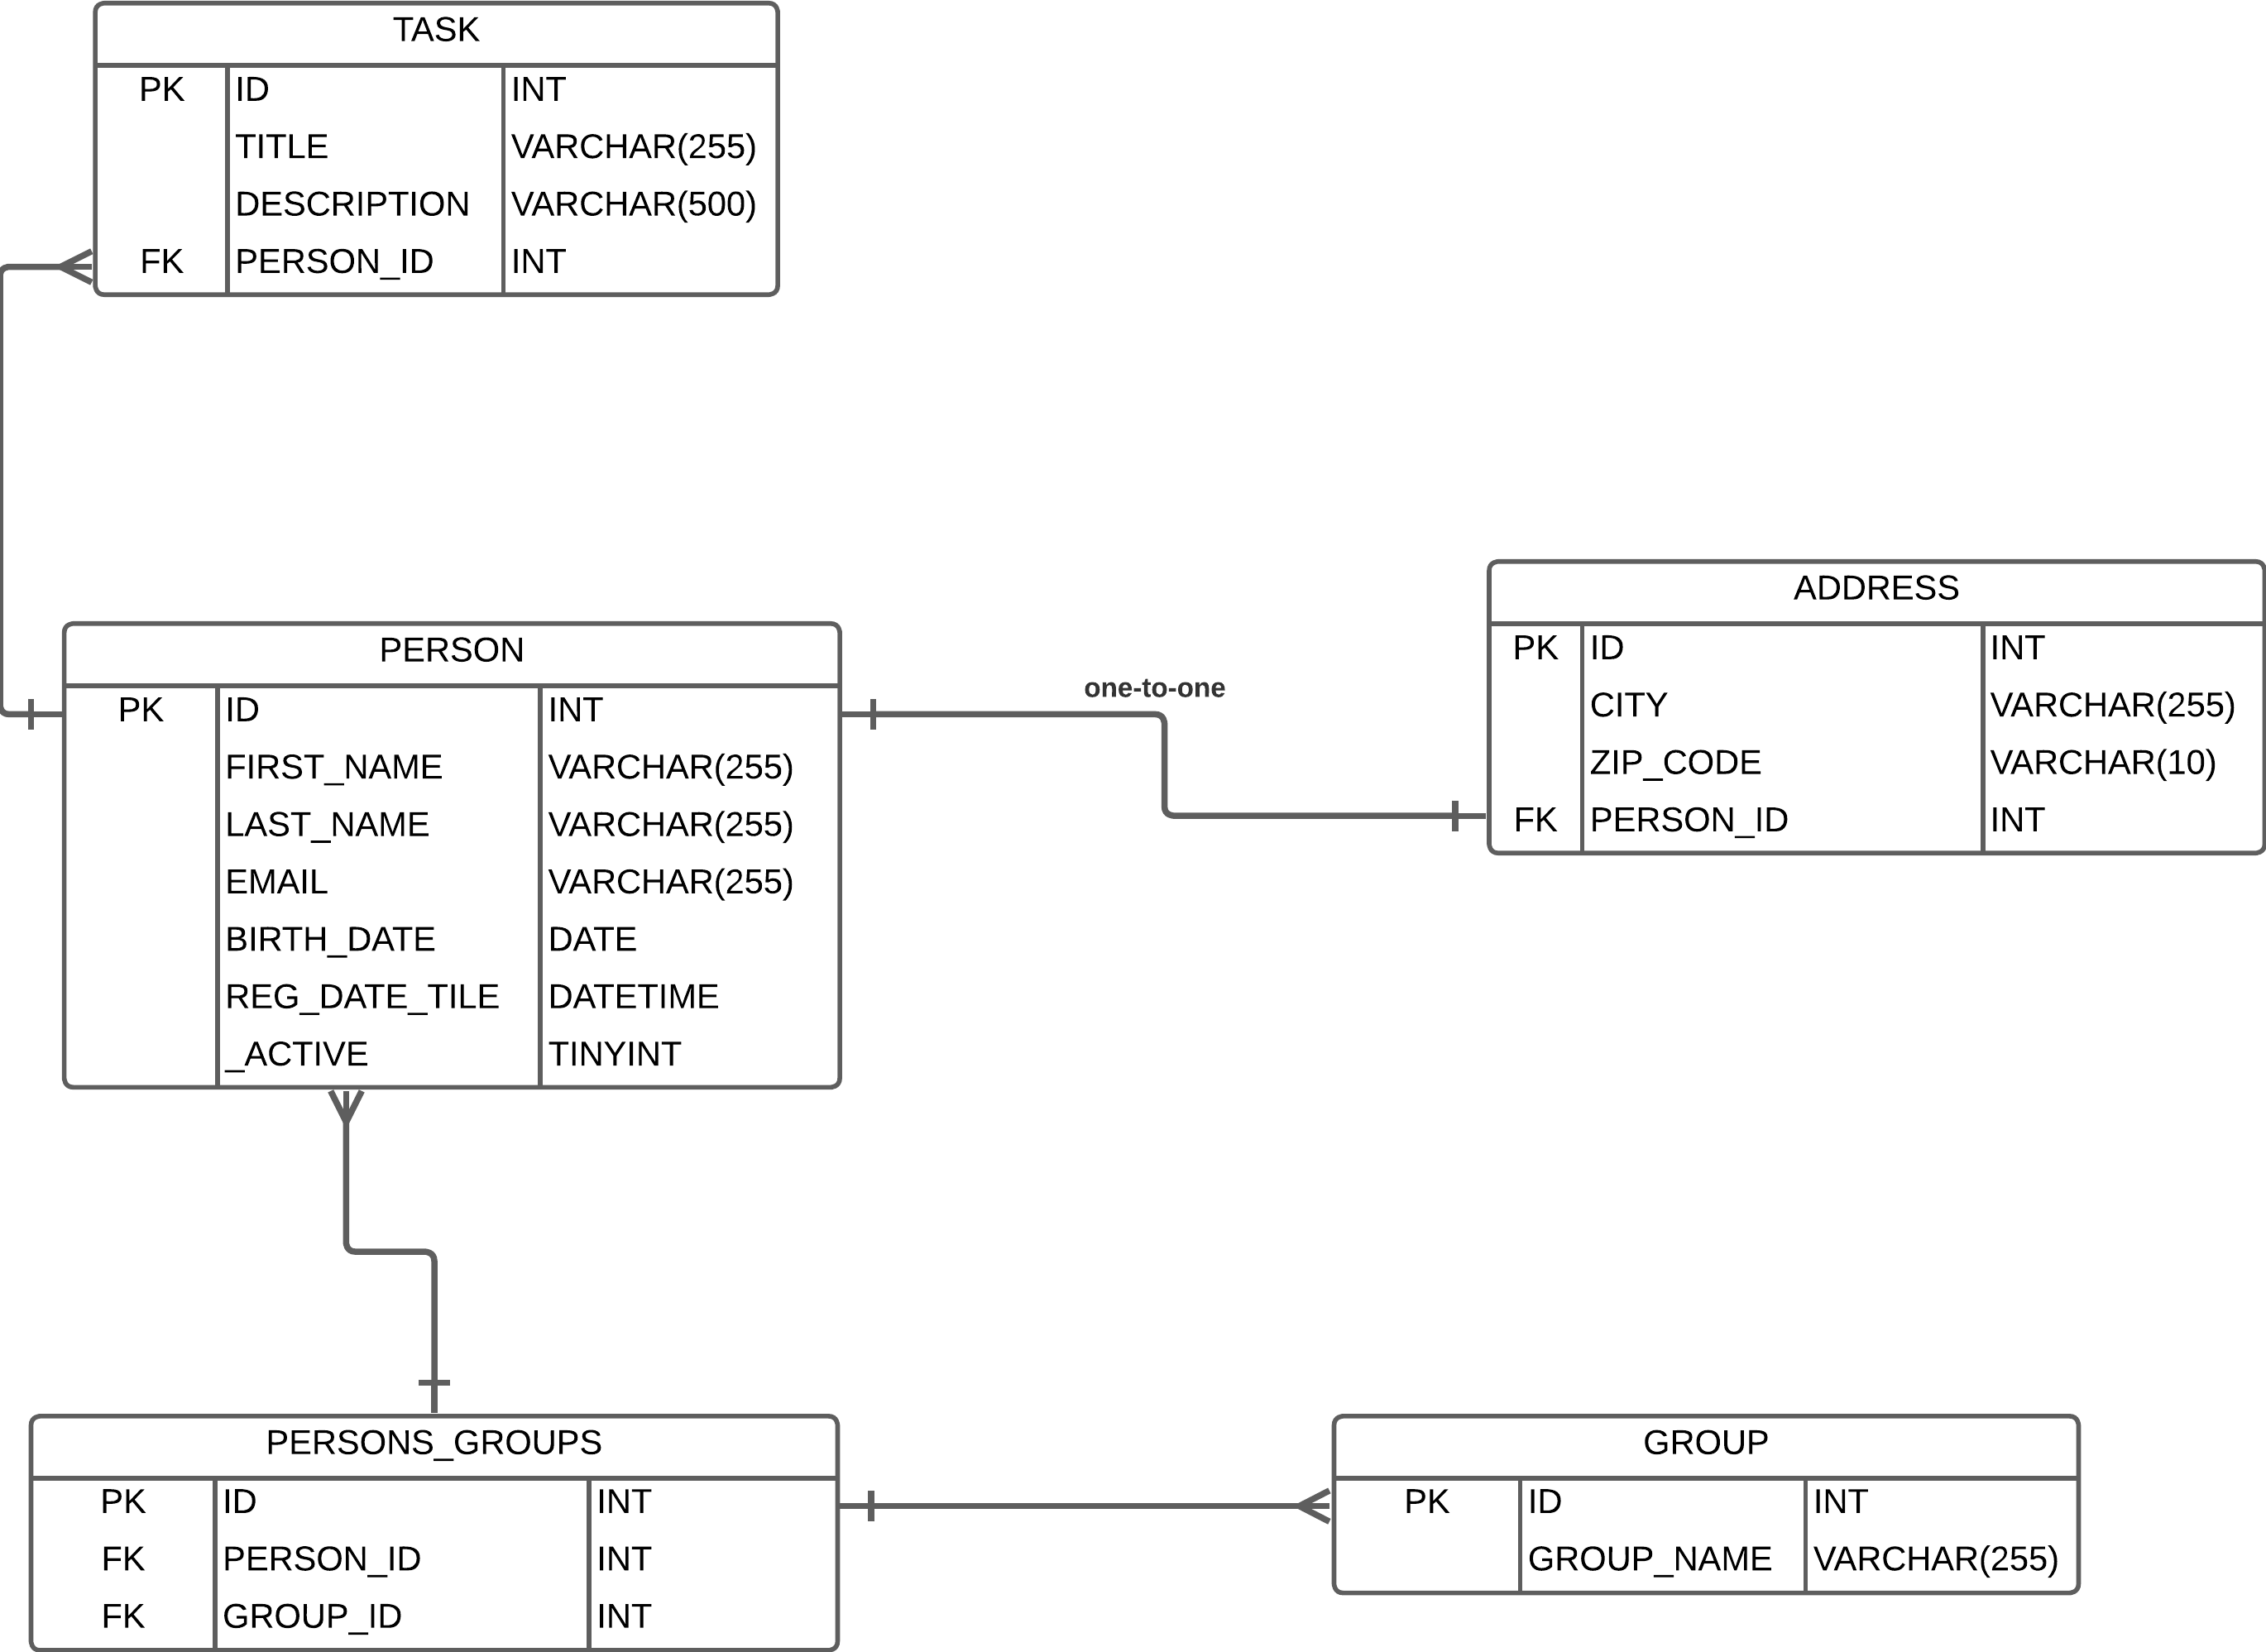 TASK
PK ID INT
TITLE VARCHAR(255)
DESCRIPTION VARCHAR(500)
FK PERSON_ID INT
PERSON
PK ID INT
FIRST_NAME VARCHAR(255)
LAST_NAME VARCHAR(255)
EMAIL VARCHAR(255)
BIRTH_DATE DATE
REG_DATE_TILE DATETIME
_ACTIVE TINYINT
one-to-one
ADDRESS
PK ID INT
CITY VARCHAR(255)
ZIP_CODE VARCHAR(10)
FK PERSON_ID INT
PERSONS_GROUPS
PK ID INT
FK PERSON_ID INT
FK GROUP_ID INT
GROUP
PK ID INT
GROUP_NAME VARCHAR(255)